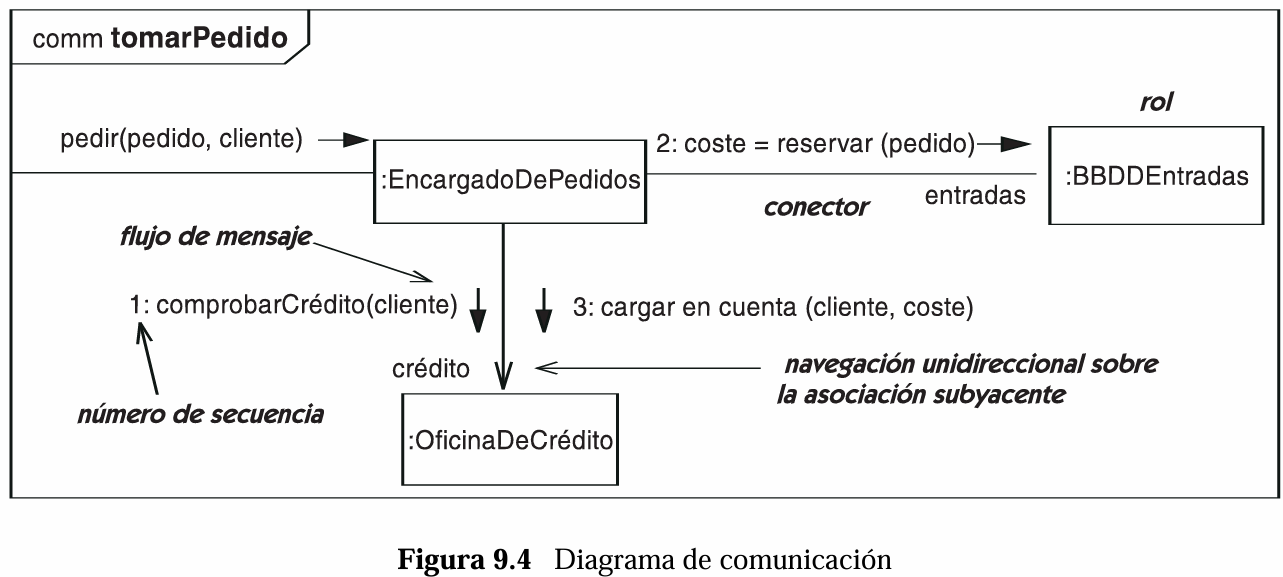 comm tomarPedido
rol
pedir(pedido, cliente)
2: coste = reservar (pedido)
:EncargadoDePedidos
:BBDDEntradas
entradas
conector
flujo de mensaje
1: comprobarCrédito(cliente)
3: cargar en cuenta (cliente, coste)
crédito
navegación unidireccional sobre
la asociación subyacente
número de secuencia
:OficinaDeCrédito
Figura 9.4 Diagrama de comunicación